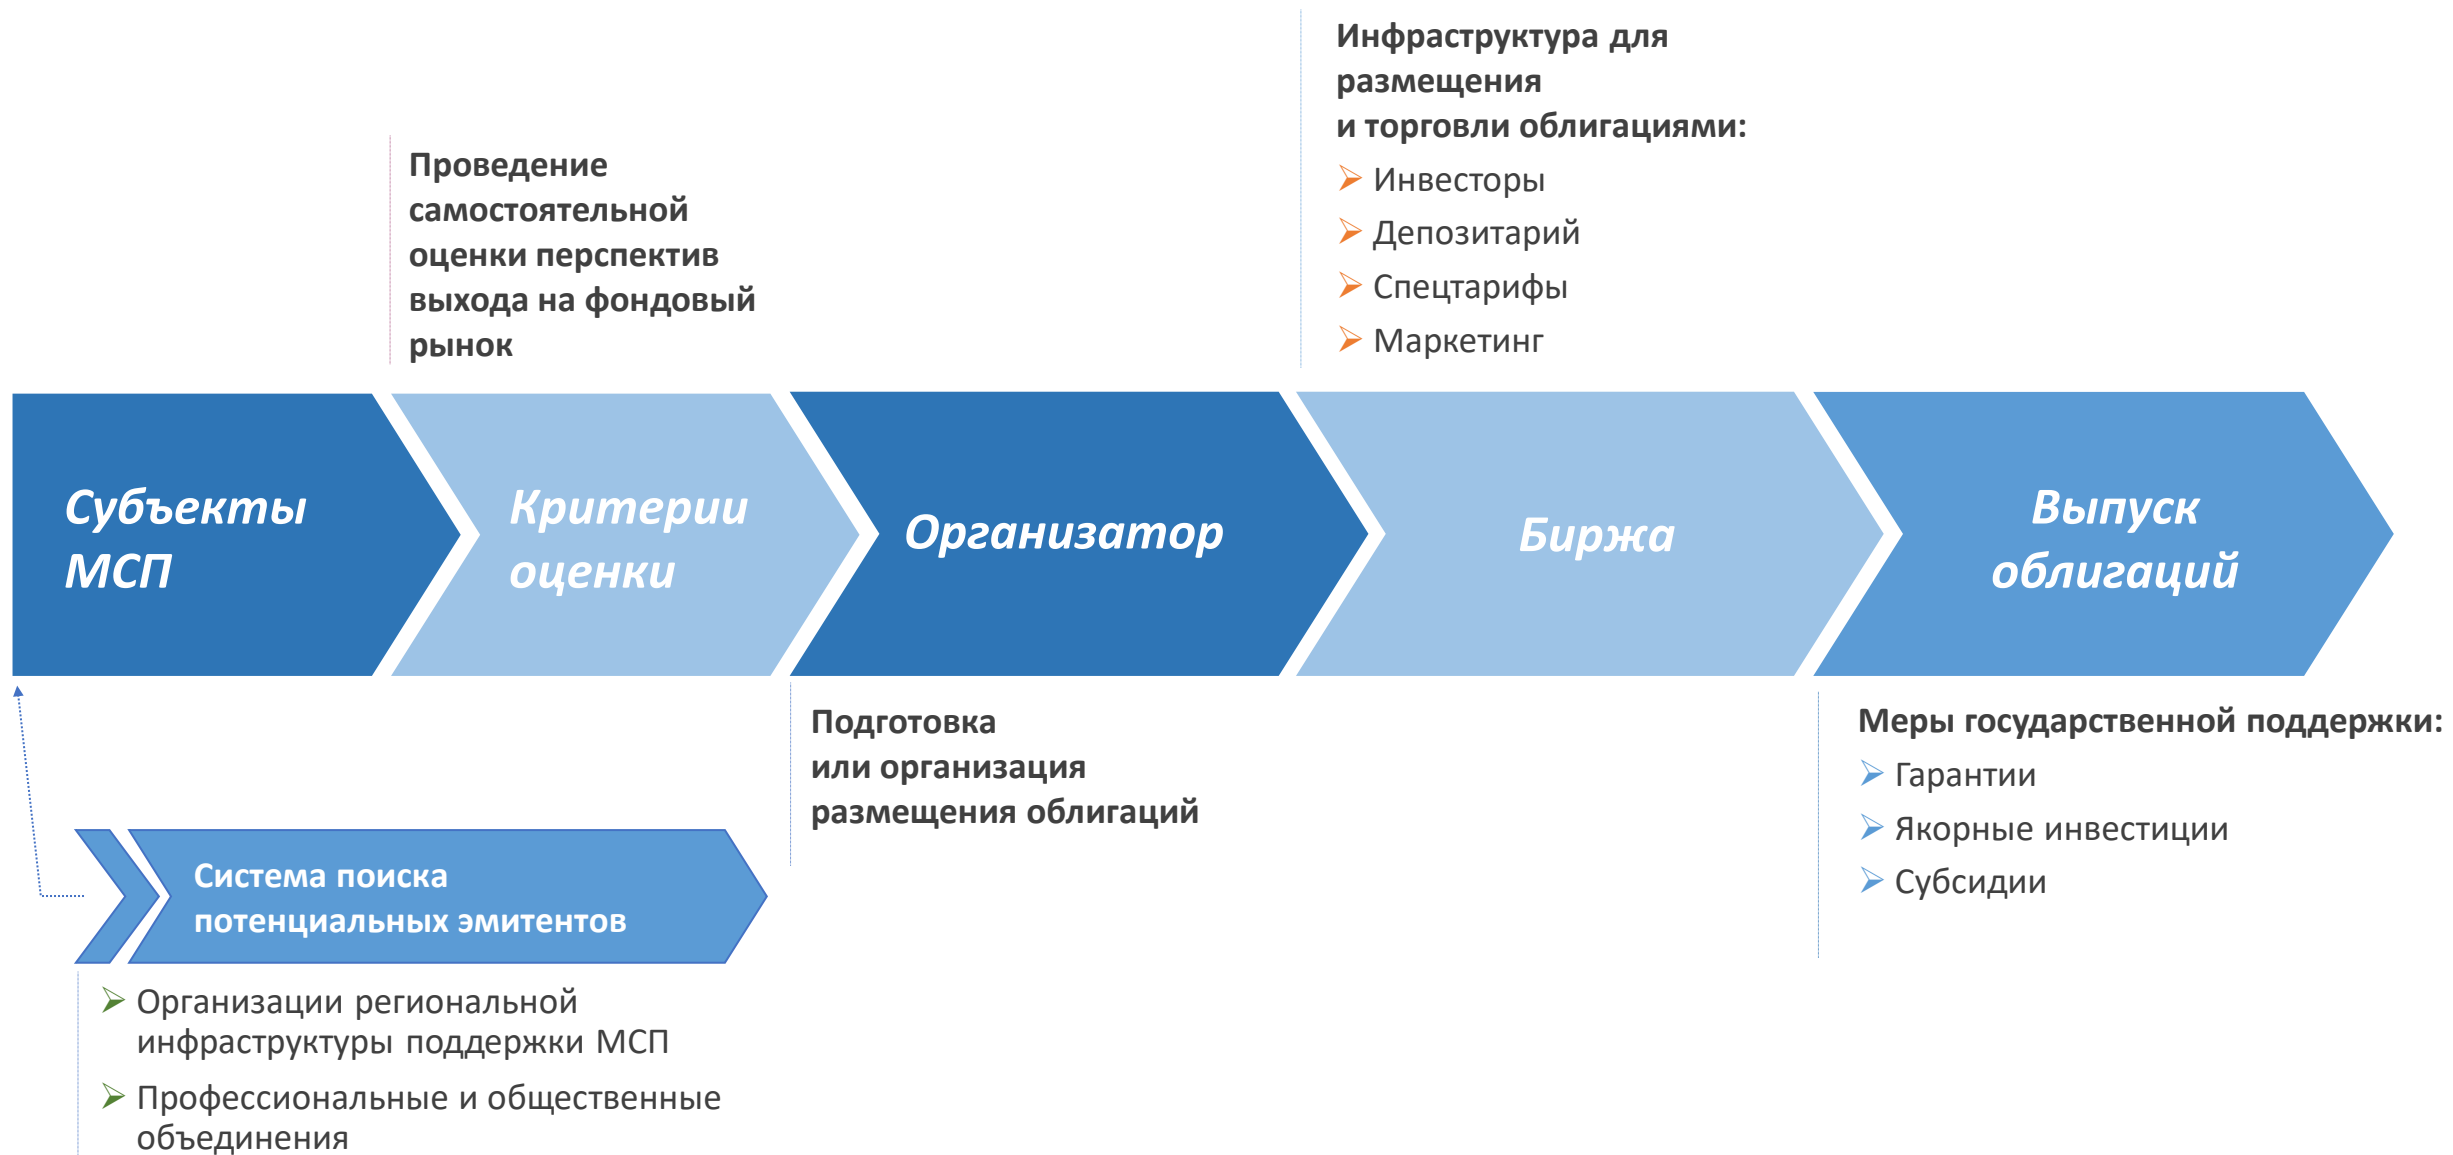 Инфраструктура для
размещения
и торговли облигациями:
Инвесторы
Депозитарий
Спецтарифы
Маркетинг
Проведение
самостоятельной
оценки перспектив
выхода на фондовый
рынок
Субъекты
МСП
Критерии
оценки
Организатор
Биржа
Выпуск
облигаций
Подготовка
или организация
размещения облигаций
Меры государственной поддержки:
Гарантии
Якорные инвестиции
Субсидии
Система поиска
потенциальных эмитентов
Организации региональной
инфраструктуры поддержки МСП
Профессиональные и общественные
объединения